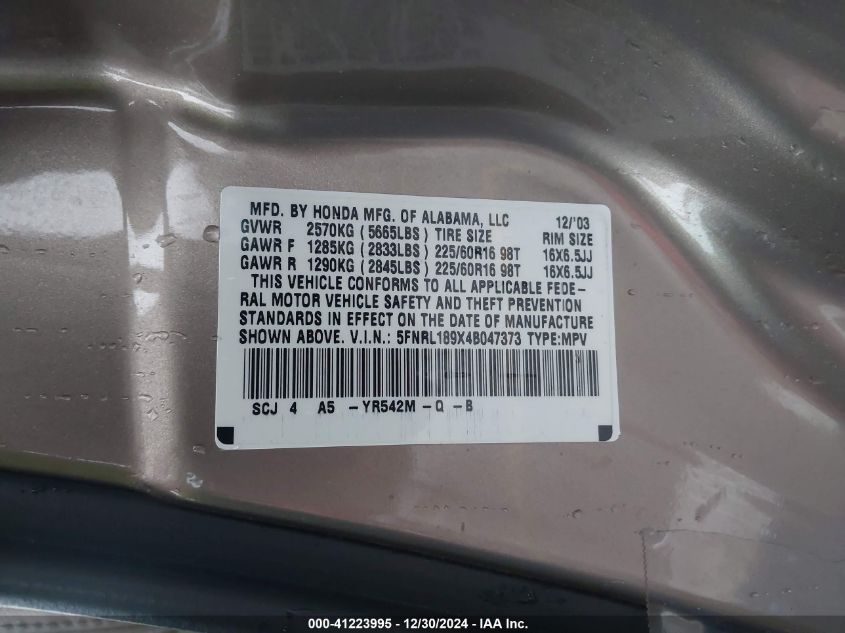 MFD. BY HONDA MFG. OF ALABAMA, LLC 12/'03
GVWR 2570KG ( 5665LBS ) TIRE SIZE RIM SIZE
GAWR F 1285KG ( 2833LBS ) 225/60R16 98T 16X6.5JJ
GAWR R 1290KG ( 2845LBS ) 225/60R16 98T 16X6.5JJ
THIS VEHICLE CONFORMS TO ALL APPLICABLE FEDE-
RAL MOTOR VEHICLE SAFETY AND THEFT PREVENTION
STANDARDS IN EFFECT ON THE DATE OF MANUFACTURE
SHOWN ABOVE. V.I.N.: 5FNRL189X4B047373 TYPE:MPV
SCJ 4 A5 -YR542M -Q -B
000-41223995 - 12/30/2024 - IAA Inc.